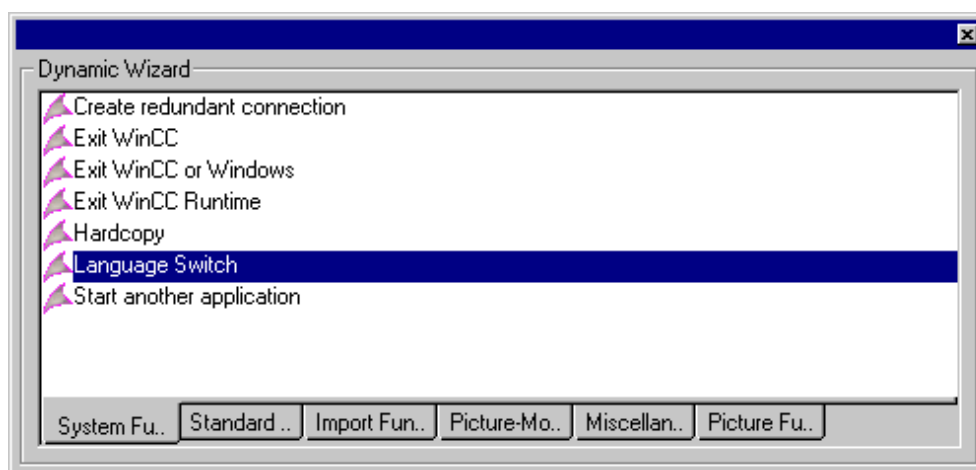 Dynamic Wizard
Create redundant connection
Exit WinCC
Exit WinCC or Windows
Exit WinCC Runtime
Hardcopy
Language Switch
Start another application
System Fu.. Standard .. Import Fun.. Picture-Mo.. Miscellan.. Picture Fu..